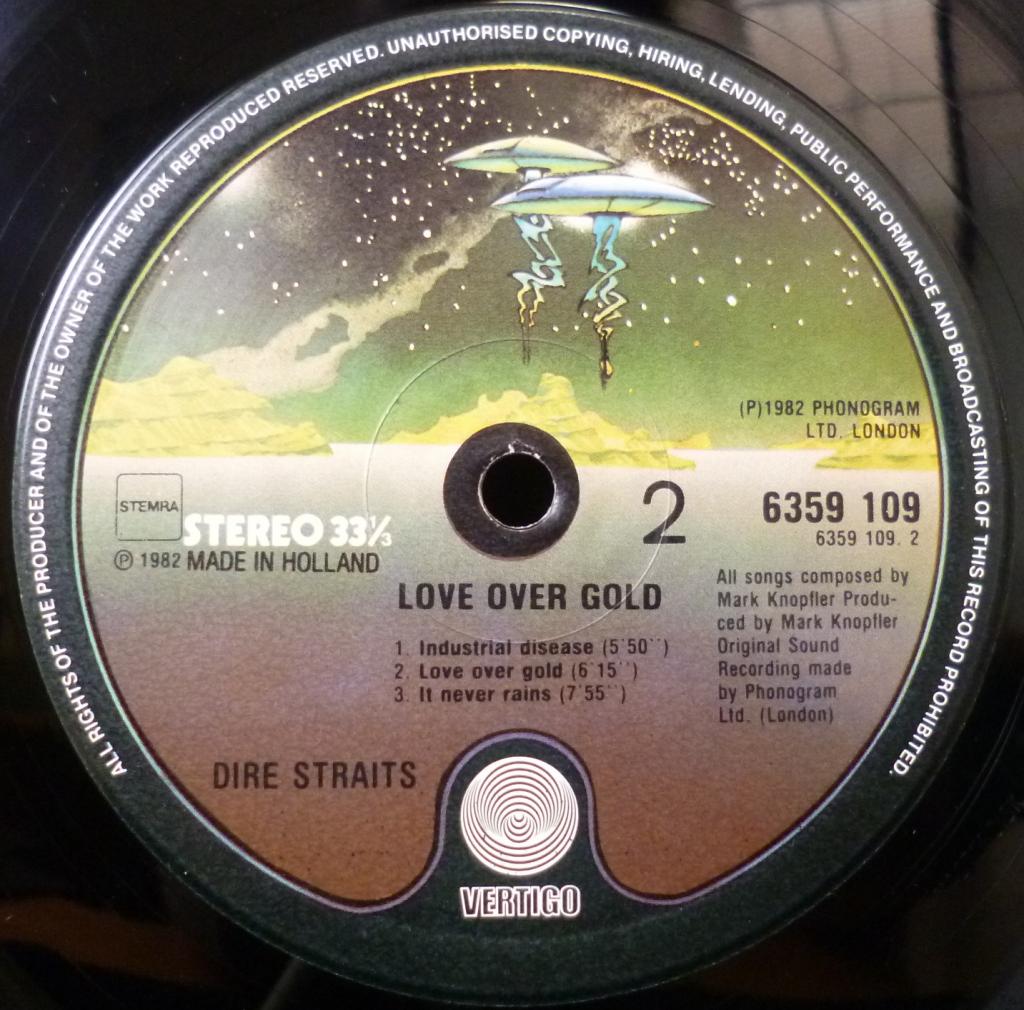 ALL RIGHTS OF THE PRODUCER AND OF THE OWNER OF THE WORK REPRODUCED RESERVED. UNAUTHORISED COPYING, HIRING, LENDING, PUBLIC PERFORMANCE AND BROADCASTING OF THIS RECORD PROHIBITED.
(P)1982 PHONOGRAM
LTD. LONDON
STEMRA
STEREO 33⅓
Ⓟ 1982 MADE IN HOLLAND
2
6359 109
6359 109. 2
LOVE OVER GOLD
1. Industrial disease (5'50'')
2. Love over gold (6'15'')
3. It never rains (7'55'')
All songs composed by
Mark Knopfler Produ-
ced by Mark Knopfler
Original Sound
Recording made
by Phonogram
Ltd. (London)
DIRE STRAITS
VERTIGO